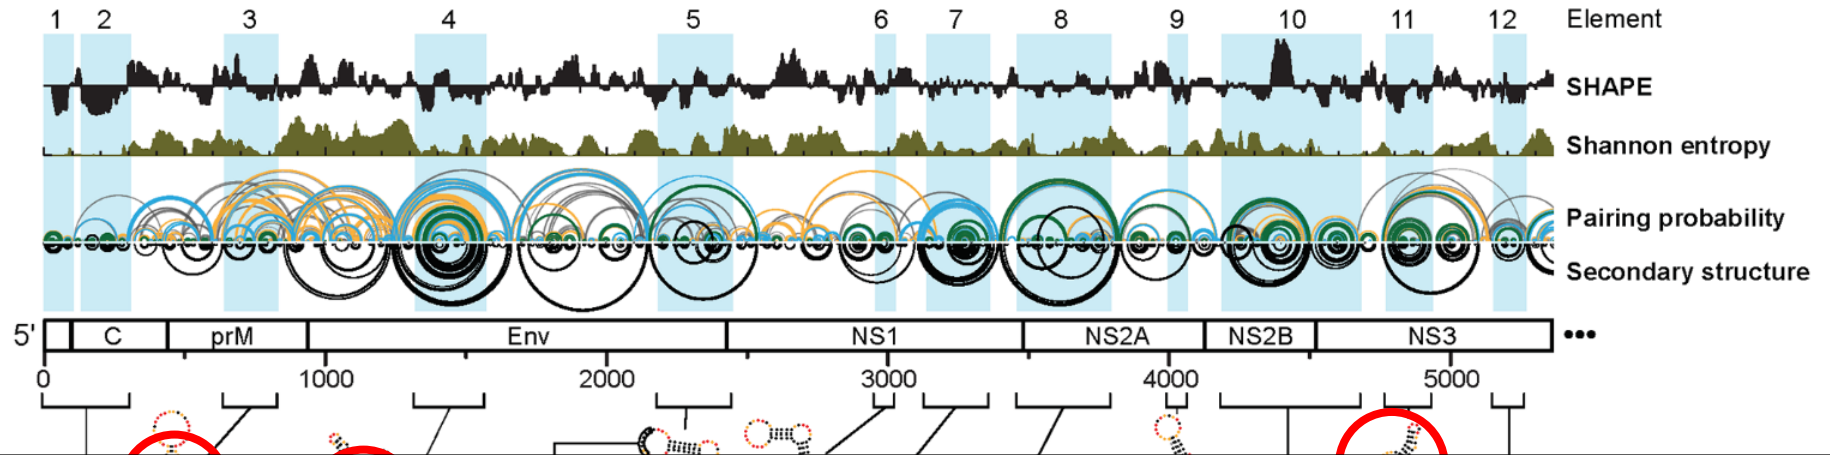 1 2 3 4 5 6 7 8 9 10 11 12 Element
SHAPE
Shannon entropy
Pairing probability
Secondary structure
5' C prM Env NS1 NS2A NS2B NS3 •••
0 1000 2000 3000 4000 5000